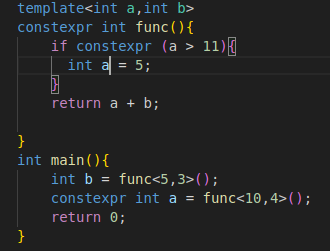 template<int a,int b>
constexpr int func(){
    if constexpr (a > 11){
      int a = 5;
    }
    return a + b;

}
int main(){
    int b = func<5,3>();
    constexpr int a = func<10,4>();
    return 0;
}